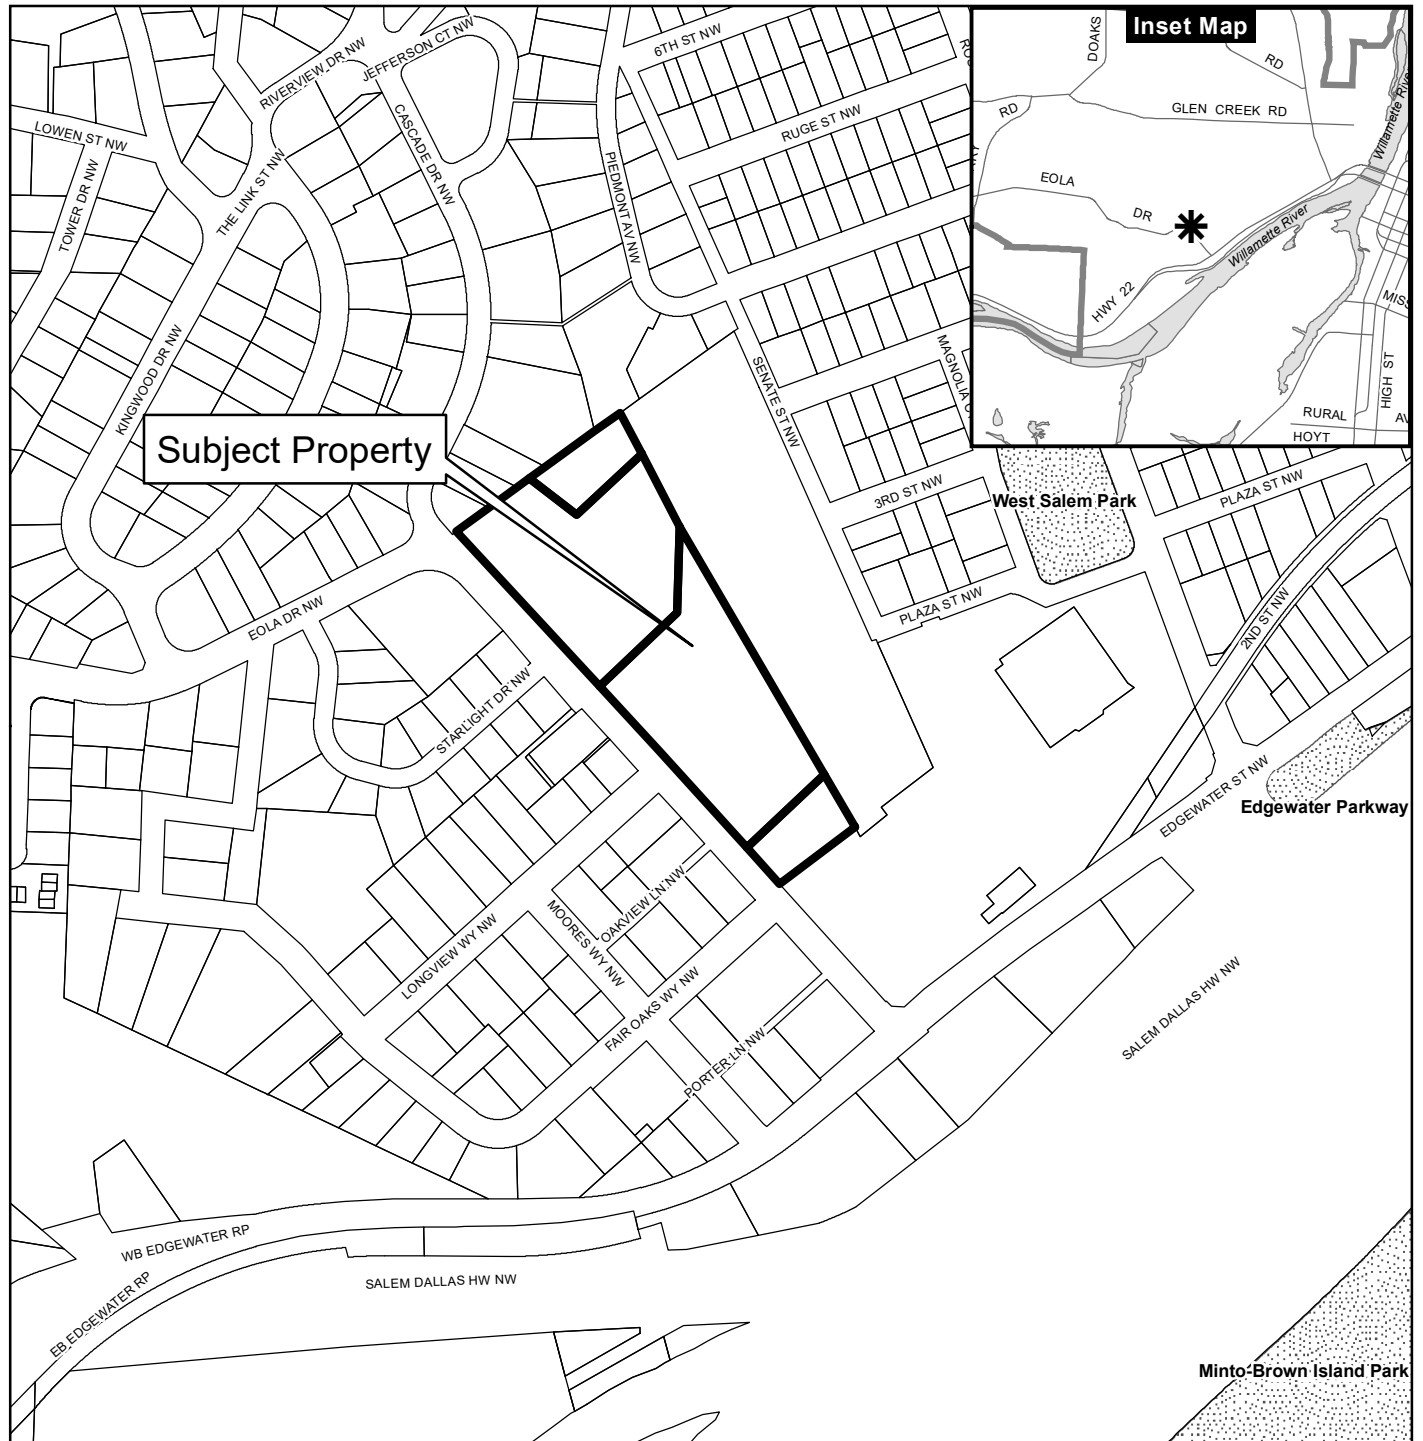 RIVERVIEW DR NW
JEFFERSON CT NW
6TH ST NW
LOWEN ST NW
CASCADE DR NW
RUGE ST NW
TOWER DR NW
THE LINK ST NW
PIEDMONT AV NW
KINGWOOD DR NW
SENATE ST NW
Subject Property
3RD ST NW
West Salem Park
PLAZA ST NW
PLAZA ST NW
EOLA DR NW
2ND ST NW
STARLIGHT DR NW
EDGEWATER ST NW
Edgewater Parkway
OAKVIEW LN NW
MOORES WY NW
LONGVIEW WY NW
FAIR OAKS WY NW
SALEM DALLAS HW NW
PORTER LN NW
WB EDGEWATER RP
SALEM DALLAS HW NW
EB EDGEWATER RP
Minto-Brown Island Park
Inset Map
DOAKS
RD
RD
GLEN CREEK RD
Willamette River
EOLA
DR
Willamette River
HWY 22
HIGH ST
RURAL
AV
HOYT